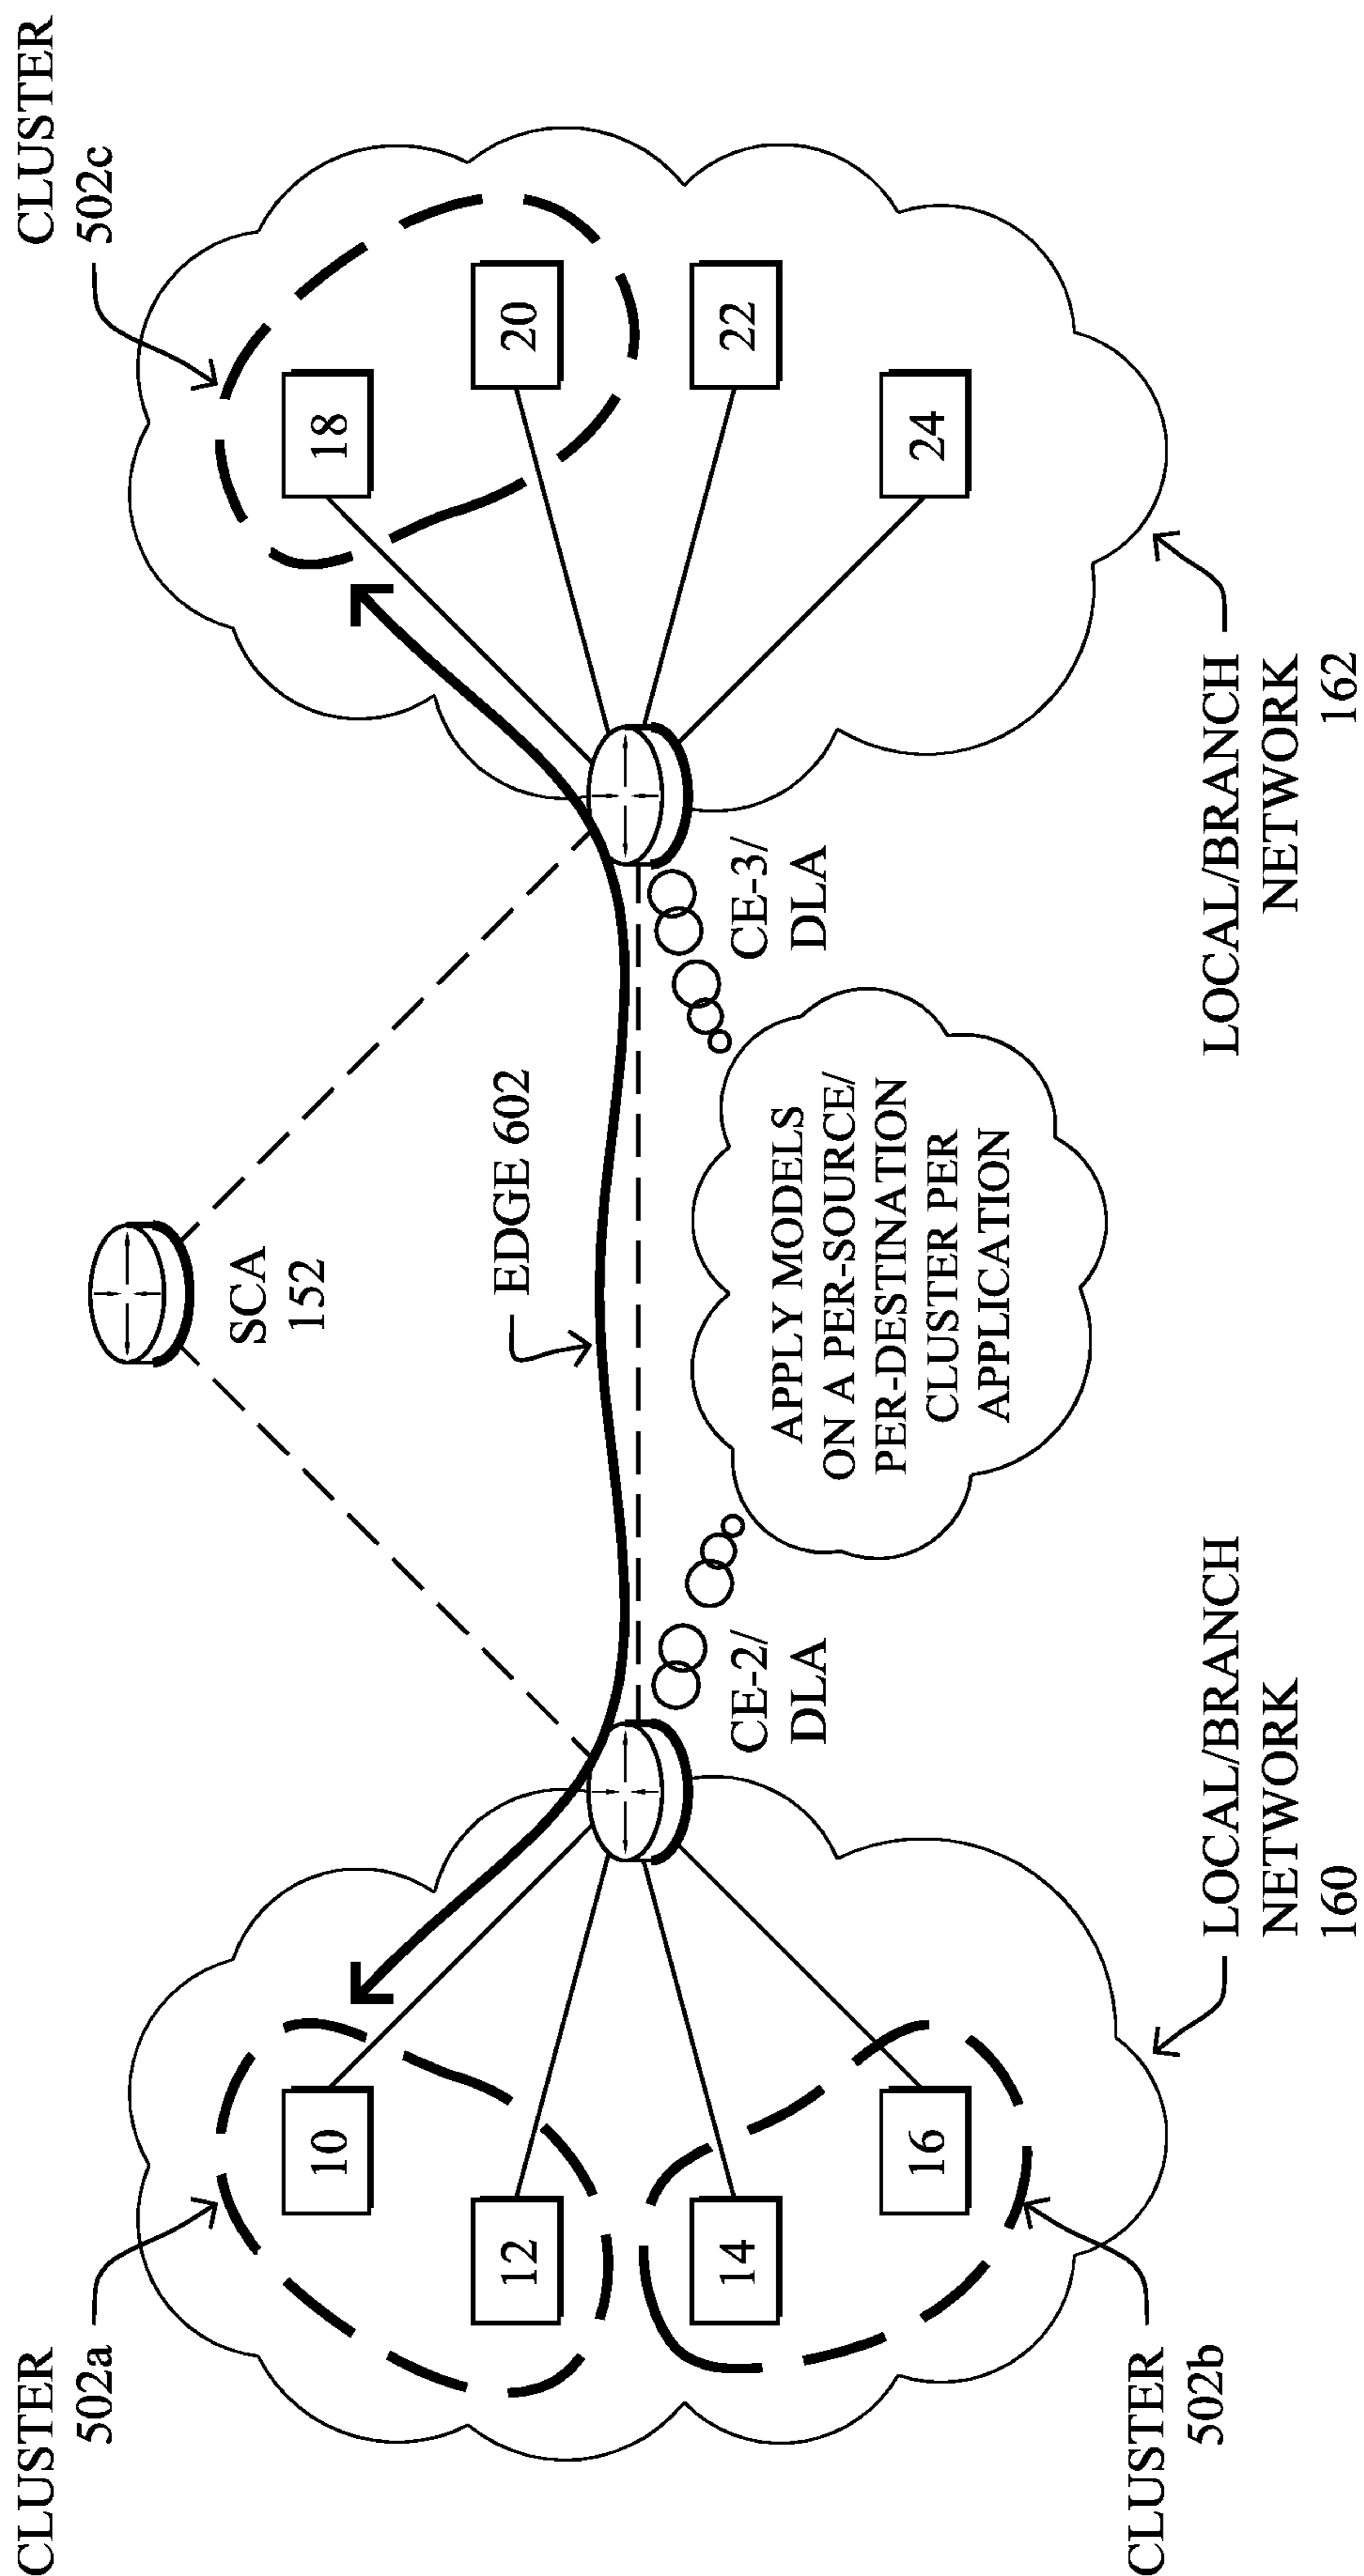 CLUSTER
502a
CLUSTER
502c
SCA
152
EDGE 602
10
12
14
16
18
20
22
24
CE-2/
DLA
CE-3/
DLA
APPLY MODELS
ON A PER-SOURCE/
PER-DESTINATION
CLUSTER PER
APPLICATION
CLUSTER
502b
LOCAL/BRANCH
NETWORK
160
LOCAL/BRANCH
NETWORK
162